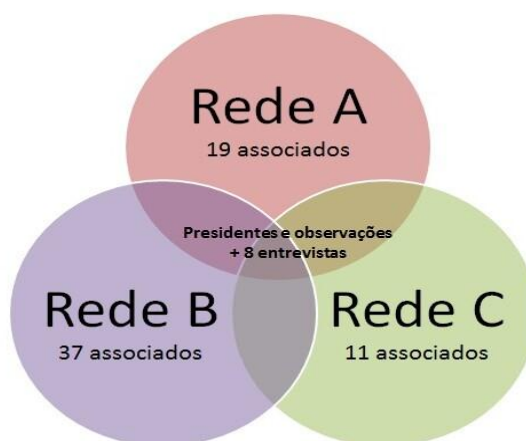 Rede A
19 associados
Presidentes e observações
+ 8 entrevistas
Rede B
37 associados
Rede C
11 associados